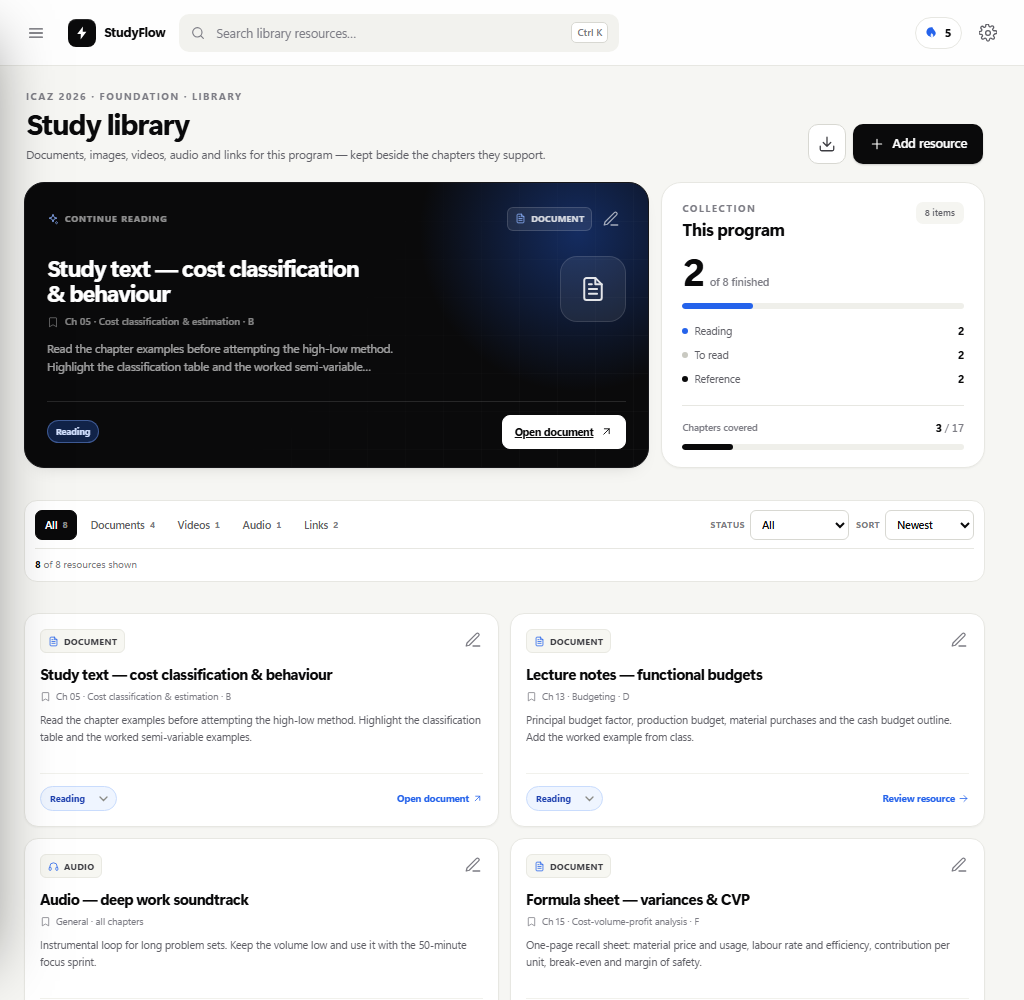 StudyFlow
Search library resources...
Ctrl K
5
ICAZ 2026 · FOUNDATION · LIBRARY
Study library
Documents, images, videos, audio and links for this program — kept beside the chapters they support.
Add resource
CONTINUE READING
DOCUMENT
Study text — cost classification
& behaviour
Ch 05 · Cost classification & estimation · B
Read the chapter examples before attempting the high-low method.
Highlight the classification table and the worked semi-variable...
Reading
Open document
COLLECTION
8 items
This program
2 of 8 finished
Reading 2
To read 2
Reference 2
Chapters covered 3 / 17
All 8 Documents 4 Videos 1 Audio 1 Links 2
STATUS All SORT Newest
8 of 8 resources shown
DOCUMENT
Study text — cost classification & behaviour
Ch 05 · Cost classification & estimation · B
Read the chapter examples before attempting the high-low method. Highlight the classification
table and the worked semi-variable examples.
Reading
Open document
DOCUMENT
Lecture notes — functional budgets
Ch 13 · Budgeting · D
Principal budget factor, production budget, material purchases and the cash budget outline.
Add the worked example from class.
Reading
Review resource
AUDIO
Audio — deep work soundtrack
General · all chapters
Instrumental loop for long problem sets. Keep the volume low and use it with the 50-minute
focus sprint.
DOCUMENT
Formula sheet — variances & CVP
Ch 15 · Cost-volume-profit analysis · F
One-page recall sheet: material price and usage, labour rate and efficiency, contribution per
unit, break-even and margin of safety.